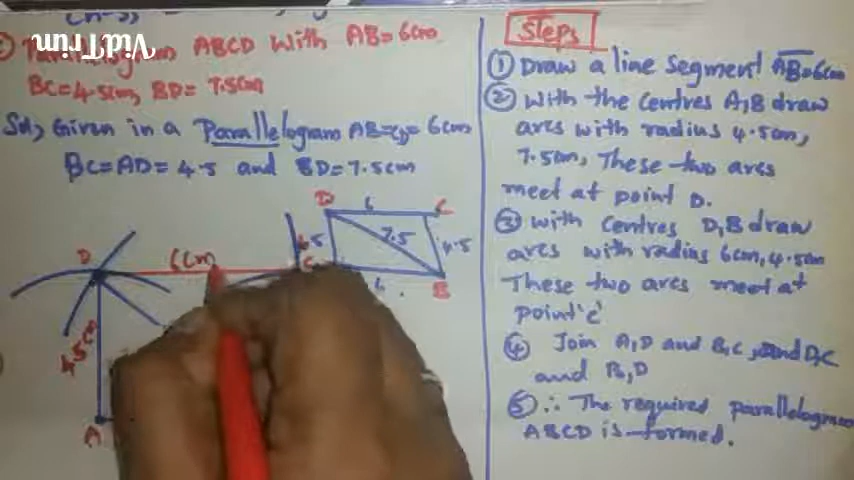 VidTrim
Parallelogram ABCD with AB=6cm
BC=4.5cm, BD= 7.5cm
Sol, Given in a Parallelogram AB=CD=6cm
BC=AD=4.5 and BD=7.5cm
D
6cm
4.5cm
A
D
6
C
4.5
7.5
4.5
6
B
Steps
① Draw a line Segment AB=6cm
② With the Centres A,B draw
arcs with radius 4.5cm,
7.5cm, These two arcs
meet at point D.
③ With Centres D,B draw
arcs with radius 6cm,4.5cm
These two arcs meet at
point 'c'
④ Join A,D and B,C, and D,C
and B,D
⑤ ∴ The required parallelogram
ABCD is formed.